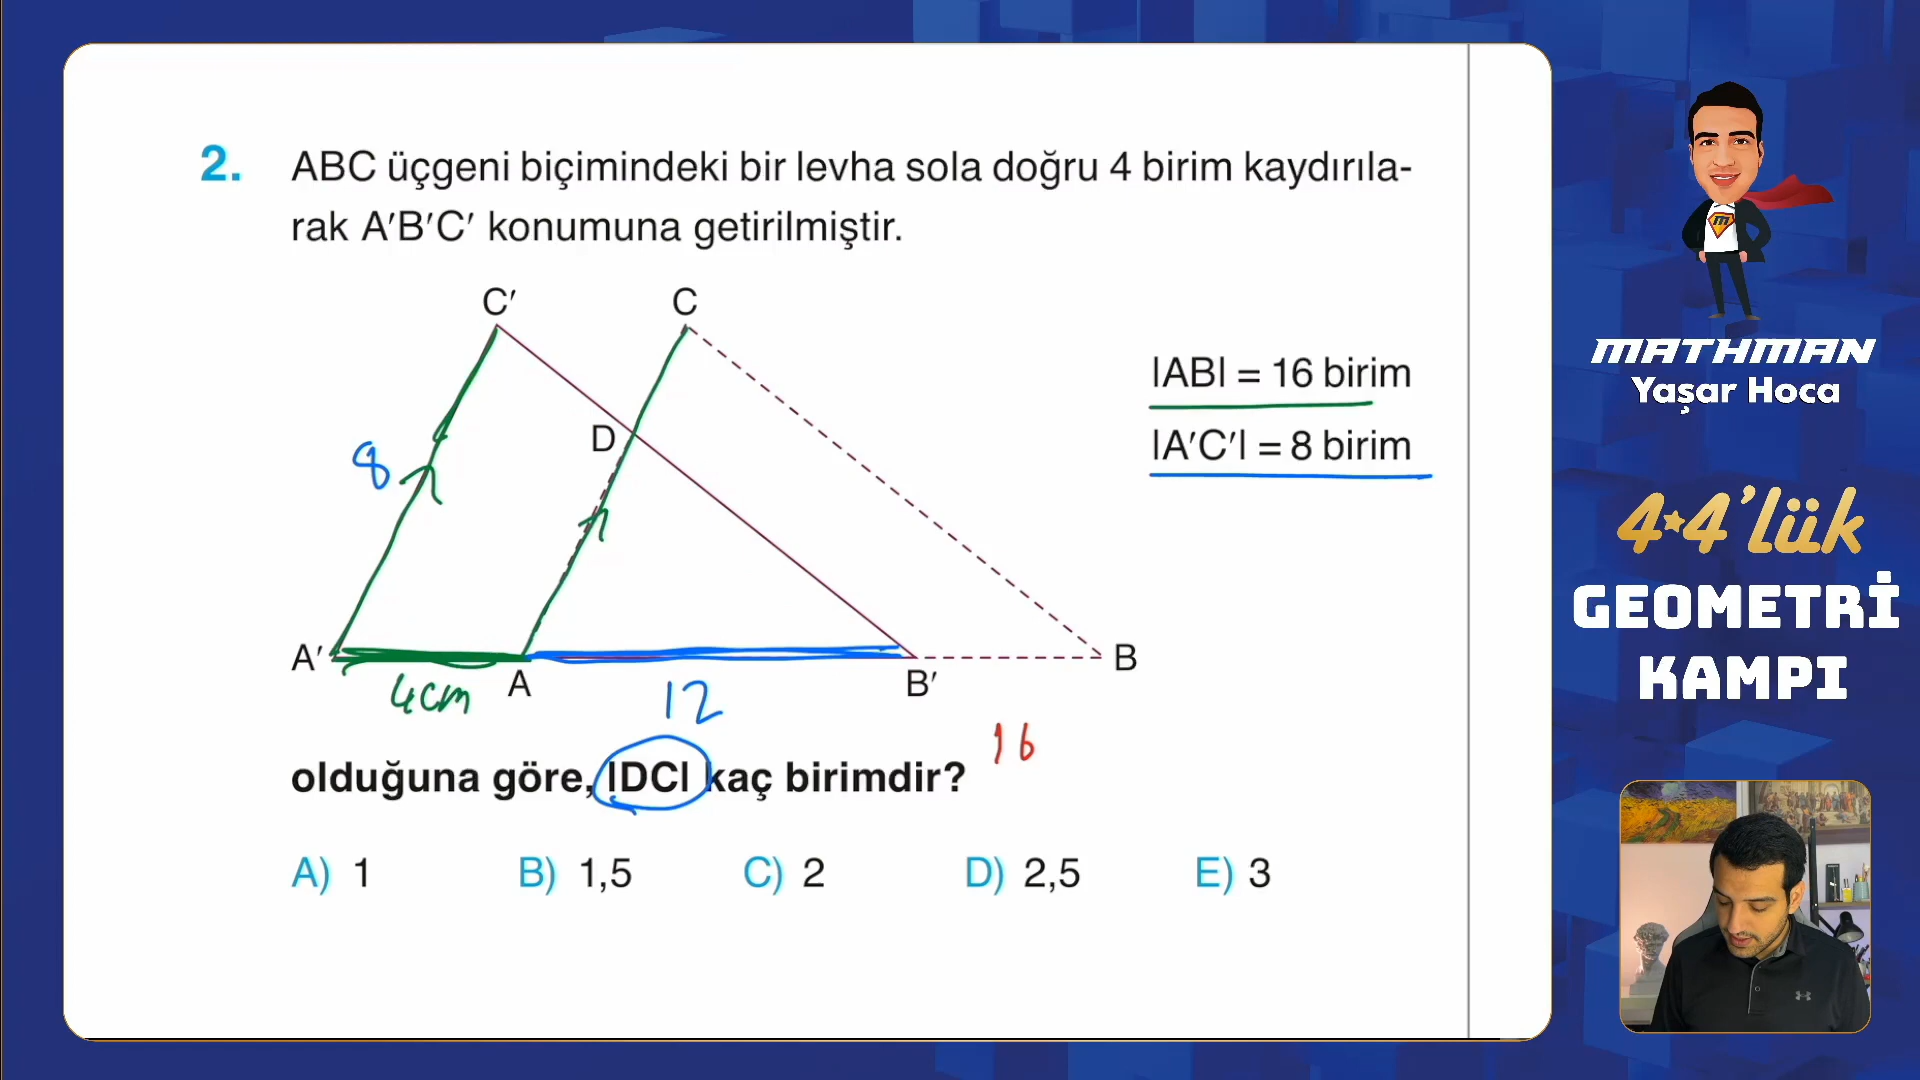 2. ABC üçgeni biçimindeki bir levha sola doğru 4 birim kaydırıla-
rak A′B′C′ konumuna getirilmiştir.
C′
C
D
8
A′
A
B′
B
4cm
12
16
|ABI = 16 birim
|A′C′I = 8 birim
olduğuna göre, IDCI kaç birimdir?
A) 1 B) 1,5 C) 2 D) 2,5 E) 3
MATHMAN
Yaşar Hoca
4★4'lük
GEOMETRİ
KAMPI